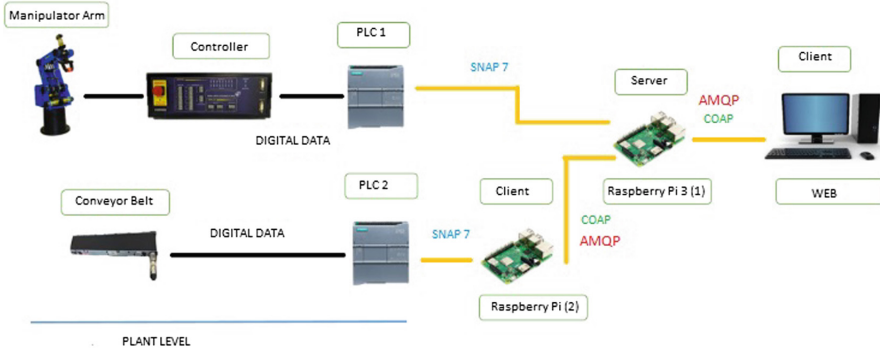 Manipulator Arm
Controller
PLC 1
SNAP 7
Server
Client
AMQP
COAP
DIGITAL DATA
PLC 2
Client
Raspberry Pi 3 (1)
WEB
Conveyor Belt
DIGITAL DATA
SNAP 7
COAP
AMQP
Raspberry Pi (2)
PLANT LEVEL